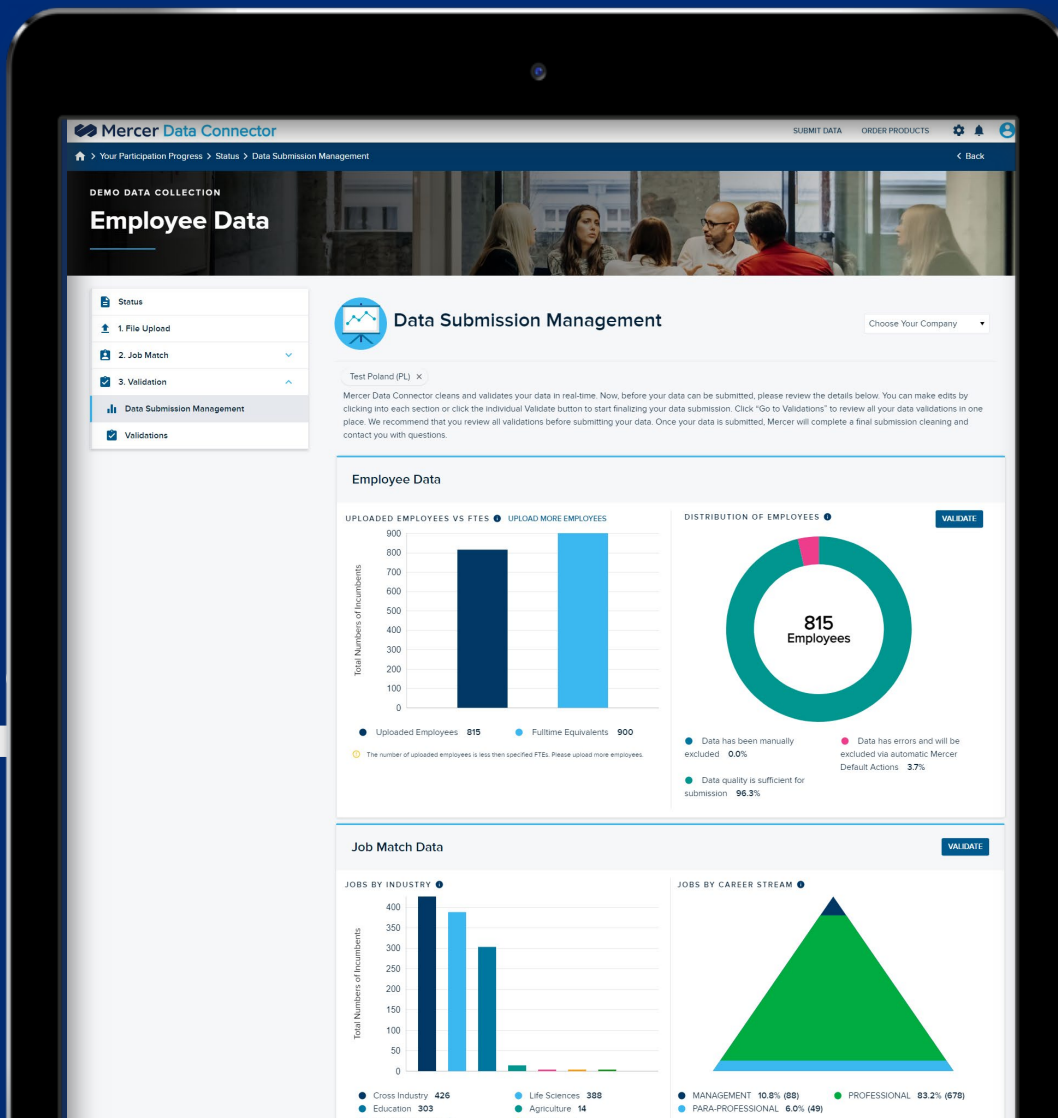 Mercer Data Connector
SUBMIT DATA ORDER PRODUCTS
> Your Participation Progress > Status > Data Submission Management
< Back
DEMO DATA COLLECTION
Employee Data
Status
1. File Upload
2. Job Match
3. Validation
Data Submission Management
Validations
Data Submission Management
Choose Your Company
Test Poland (PL) ×
Mercer Data Connector cleans and validates your data in real-time. Now, before your data can be submitted, please review the details below. You can make edits by
clicking into each section or click the individual Validate button to start finalizing your data submission. Click “Go to Validations” to review all your data validations in one
place. We recommend that you review all validations before submitting your data. Once your data is submitted, Mercer will complete a final submission cleaning and
contact you with questions.
Employee Data
UPLOADED EMPLOYEES VS FTES UPLOAD MORE EMPLOYEES
Total Numbers of Incumbents
900
800
700
600
500
400
300
200
100
0
Uploaded Employees 815
Fulltime Equivalents 900
The number of uploaded employees is less then specified FTEs. Please upload more employees.
DISTRIBUTION OF EMPLOYEES
VALIDATE
815
Employees
Data has been manually
excluded 0.0%
Data has errors and will be
excluded via automatic Mercer
Default Actions 3.7%
Data quality is sufficient for
submission 96.3%
Job Match Data
VALIDATE
JOBS BY INDUSTRY
Total Numbers of Incumbents
400
350
300
250
200
150
100
50
0
Cross Industry 426
Life Sciences 388
Education 303
Agriculture 14
JOBS BY CAREER STREAM
MANAGEMENT 10.8% (88)
PROFESSIONAL 83.2% (678)
PARA-PROFESSIONAL 6.0% (49)